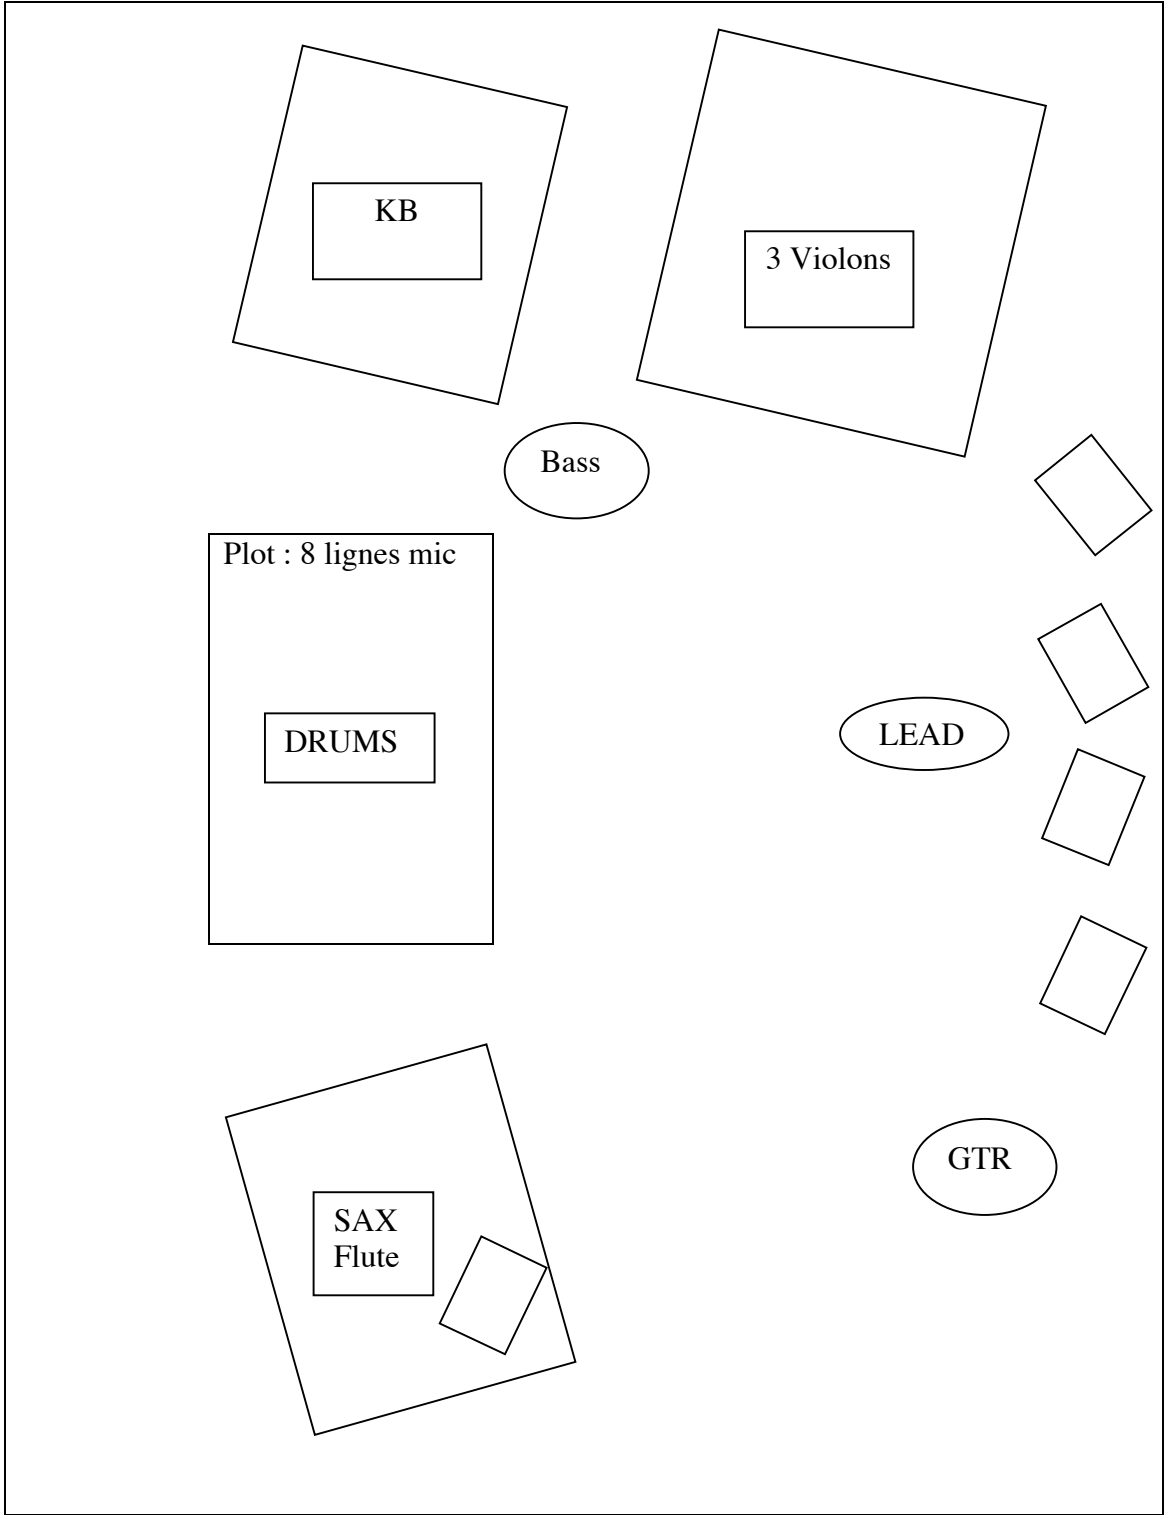 KB
3 Violons
Bass
Plot : 8 lignes mic
DRUMS
LEAD
GTR
SAX
Flute